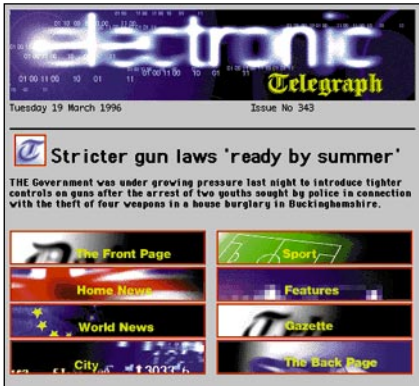 electronic
Telegraph
Tuesday 19 March 1996 Issue No 343
Stricter gun laws 'ready by summer'
THE Government was under growing pressure last night to introduce tighter
controls on guns after the arrest of two youths sought by police in connection
with the theft of four weapons in a house burglary in Buckinghamshire.
The Front Page
Home News
World News
City
Sport
Features
Gazette
The Back Page